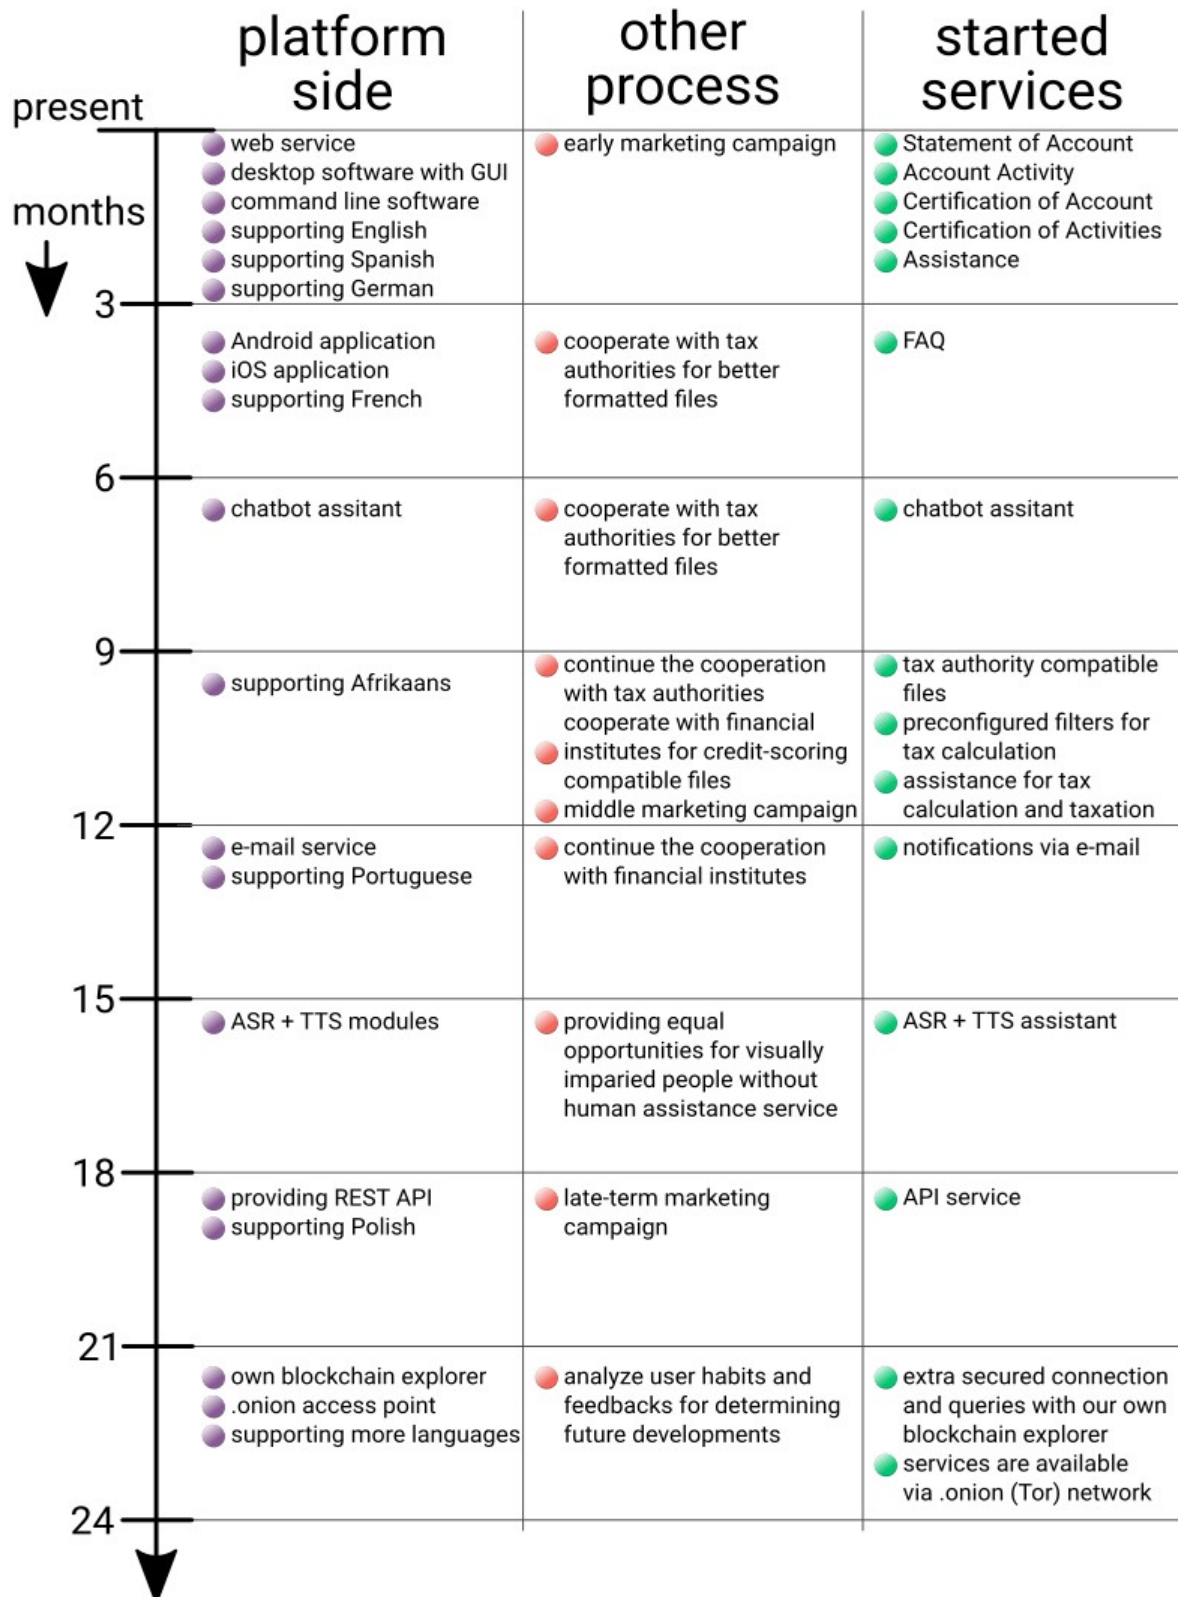 platform
side
other
process
started
services
present
months
web service
desktop software with GUI
command line software
supporting English
supporting Spanish
supporting German
early marketing campaign
Statement of Account
Account Activity
Certification of Account
Certification of Activities
Assistance
3
Android application
iOS application
supporting French
cooperate with tax
authorities for better
formatted files
FAQ
6
chatbot assitant
cooperate with tax
authorities for better
formatted files
chatbot assitant
9
supporting Afrikaans
continue the cooperation
with tax authorities
cooperate with financial
institutes for credit-scoring
compatible files
middle marketing campaign
tax authority compatible
files
preconfigured filters for
tax calculation
assistance for tax
calculation and taxation
12
e-mail service
supporting Portuguese
continue the cooperation
with financial institutes
notifications via e-mail
15
ASR + TTS modules
providing equal
opportunities for visually
imparied people without
human assistance service
ASR + TTS assistant
18
providing REST API
supporting Polish
late-term marketing
campaign
API service
21
own blockchain explorer
.onion access point
supporting more languages
analyze user habits and
feedbacks for determining
future developments
extra secured connection
and queries with our own
blockchain explorer
services are available
via .onion (Tor) network
24